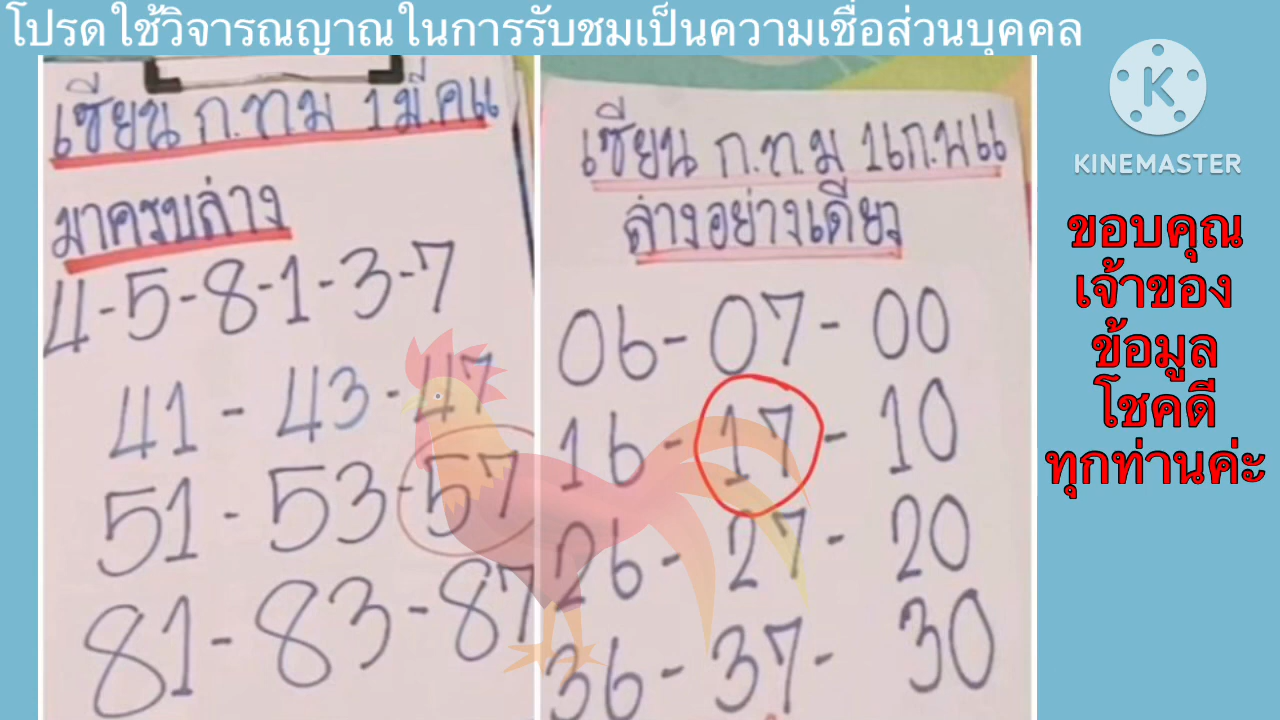 โปรดใช้วิจารณญาณในการรับชมเป็นความเชื่อส่วนบุคคล
เซียน ก.ท.ม 1มี.คแ
มาครบล่าง
4-5-8-1-3-7
41-43-47
51-53-57
81-83-87
เซียน ก.ท.ม 1แก.พแ
ล่างอย่างเดียว
06-07-00
16-17-10
26-27-20
36-37-30
KINEMASTER
ขอบคุณ
เจ้าของ
ข้อมูล
โชคดี
ทุกท่านค่ะ